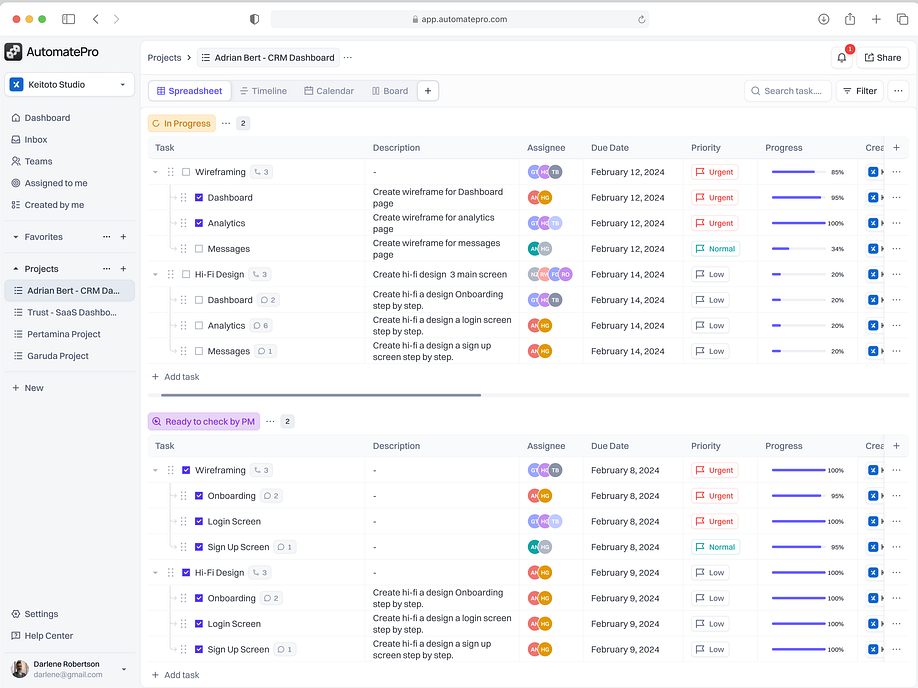 app.automatepro.com
AutomatePro
Keitoto Studio
Dashboard
Inbox
Teams
Assigned to me
Created by me
Favorites
Projects
Adrian Bert - CRM Da...
Trust - SaaS Dashbo...
Pertamina Project
Garuda Project
New
Settings
Help Center
Darlene Robertson
darlene@gmail.com
Projects > Adrian Bert - CRM Dashboard ...
1
Share
Spreadsheet Timeline Calendar Board +
Search task.... Filter
In Progress ... 2
Task Description Assignee Due Date Priority Progress Crea
Wireframing 3 - GT HG TB February 12, 2024 Urgent 85%
Dashboard Create wireframe for Dashboard page AN HG February 12, 2024 Urgent 95%
Analytics Create wireframe for analytics page GT HG TB February 12, 2024 Urgent 100%
Messages Create wireframe for messages page AN HG February 12, 2024 Normal 34%
Hi-Fi Design 3 Create hi-fi design 3 main screen RO February 14, 2024 Low 20%
Dashboard 2 Create hi-fi a design Onboarding step by step. GT HG TB February 14, 2024 Low 20%
Analytics 6 Create hi-fi a design a login screen step by step. AN HG February 14, 2024 Low 20%
Messages 1 Create hi-fi a design a sign up screen step by step. AN HG February 14, 2024 Low 20%
+ Add task
Ready to check by PM ... 2
Task Description Assignee Due Date Priority Progress Crea
Wireframing 3 - GT HG TB February 8, 2024 Urgent 100%
Onboarding 2 - AN HG February 8, 2024 Urgent 95%
Login Screen - GT HG TB February 8, 2024 Urgent 100%
Sign Up Screen 1 - AN HG February 8, 2024 Normal 95%
Hi-Fi Design 3 - AN HG February 9, 2024 Low 100%
Onboarding 2 Create hi-fi a design Onboarding step by step. AN HG February 9, 2024 Low 100%
Login Screen Create hi-fi a design a login screen step by step. AN HG February 9, 2024 Low 100%
Sign Up Screen 1 Create hi-fi a design a sign up screen step by step. AN HG February 9, 2024 Low 100%
+ Add task